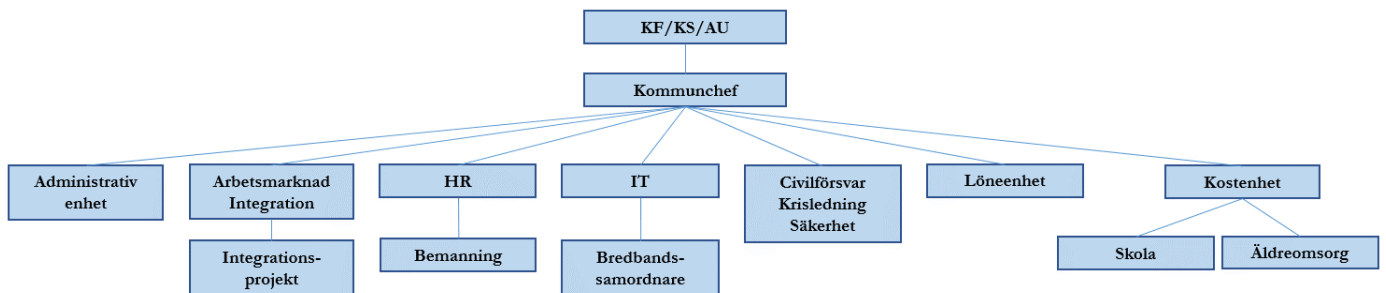 KF/KS/AU
Kommunchef
Administrativ
enhet
Arbetsmarknad
Integration
HR
IT
Civilförsvar
Krisledning
Säkerhet
Löneenhet
Kostenhet
Integrations-
projekt
Bemanning
Bredbands-
samordnare
Skola
Äldreomsorg